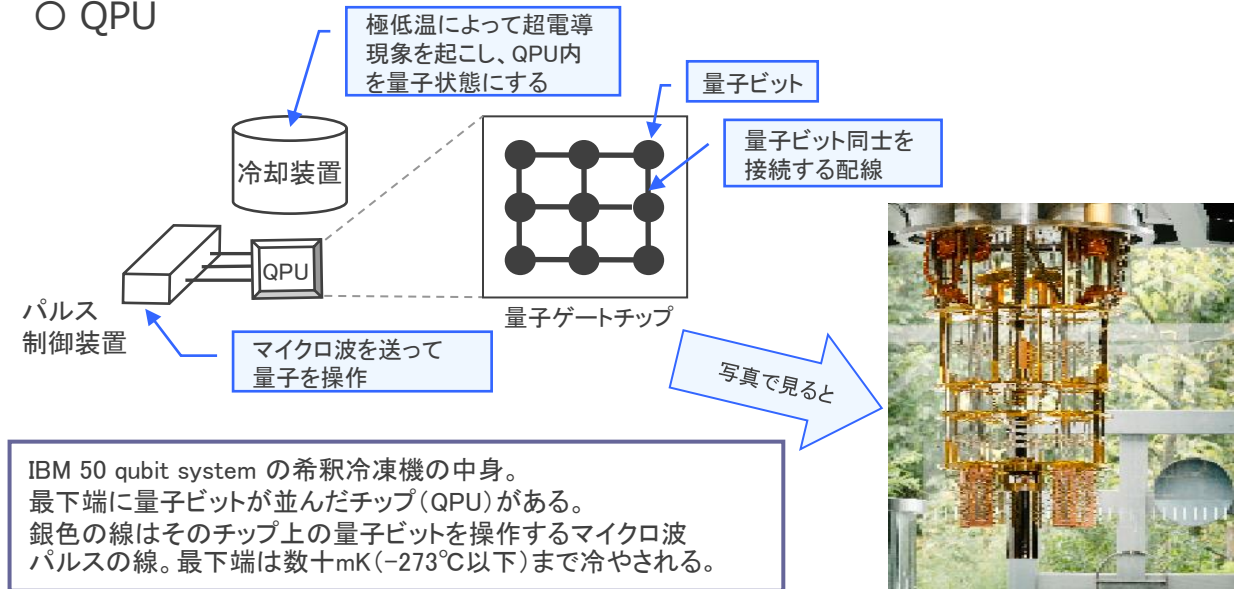 ○ QPU
極低温によって超電導
現象を起こし、QPU内
を量子状態にする
量子ビット
量子ビット同士を
接続する配線
冷却装置
QPU
パルス
制御装置
量子ゲートチップ
マイクロ波を送って
量子を操作
写真で見ると
IBM 50 qubit system の希釈冷凍機の中身。
最下端に量子ビットが並んだチップ(QPU)がある。
銀色の線はそのチップ上の量子ビットを操作するマイクロ波
パルスの線。最下端は数十mK(-273℃以下)まで冷やされる。